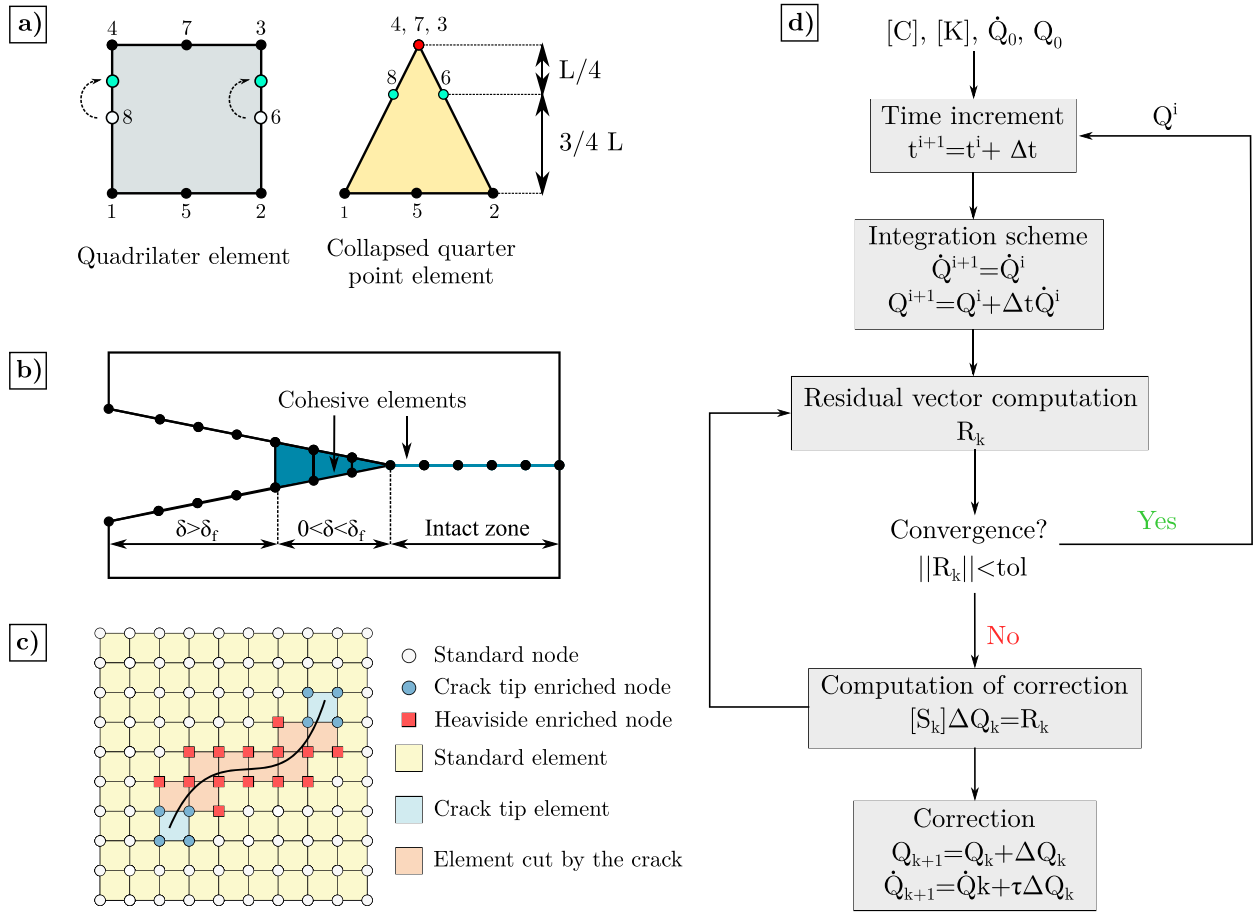 a)
4 7 3
8 6
1 5 2
Quadrilater element
4, 7, 3
8 6
1 5 2
L/4
3/4 L
Collapsed quarter
point element
b)
Cohesive elements
δ>δf
0<δ<δf
Intact zone
c)
Standard node
Crack tip enriched node
Heaviside enriched node
Standard element
Crack tip element
Element cut by the crack
d)
[C], [K], Q̇₀, Q₀
Time increment
tⁱ⁺¹=tⁱ+ Δt
Qⁱ
Integration scheme
Q̇ⁱ⁺¹=Q̇ⁱ
Qⁱ⁺¹=Qⁱ+ΔtQ̇ⁱ
Residual vector computation
Rₖ
Convergence?
||Rₖ||<tol
Yes
No
Computation of correction
[Sₖ]ΔQₖ=Rₖ
Correction
Qₖ₊₁=Qₖ+ΔQₖ
Q̇ₖ₊₁=Q̇k+τΔQₖ